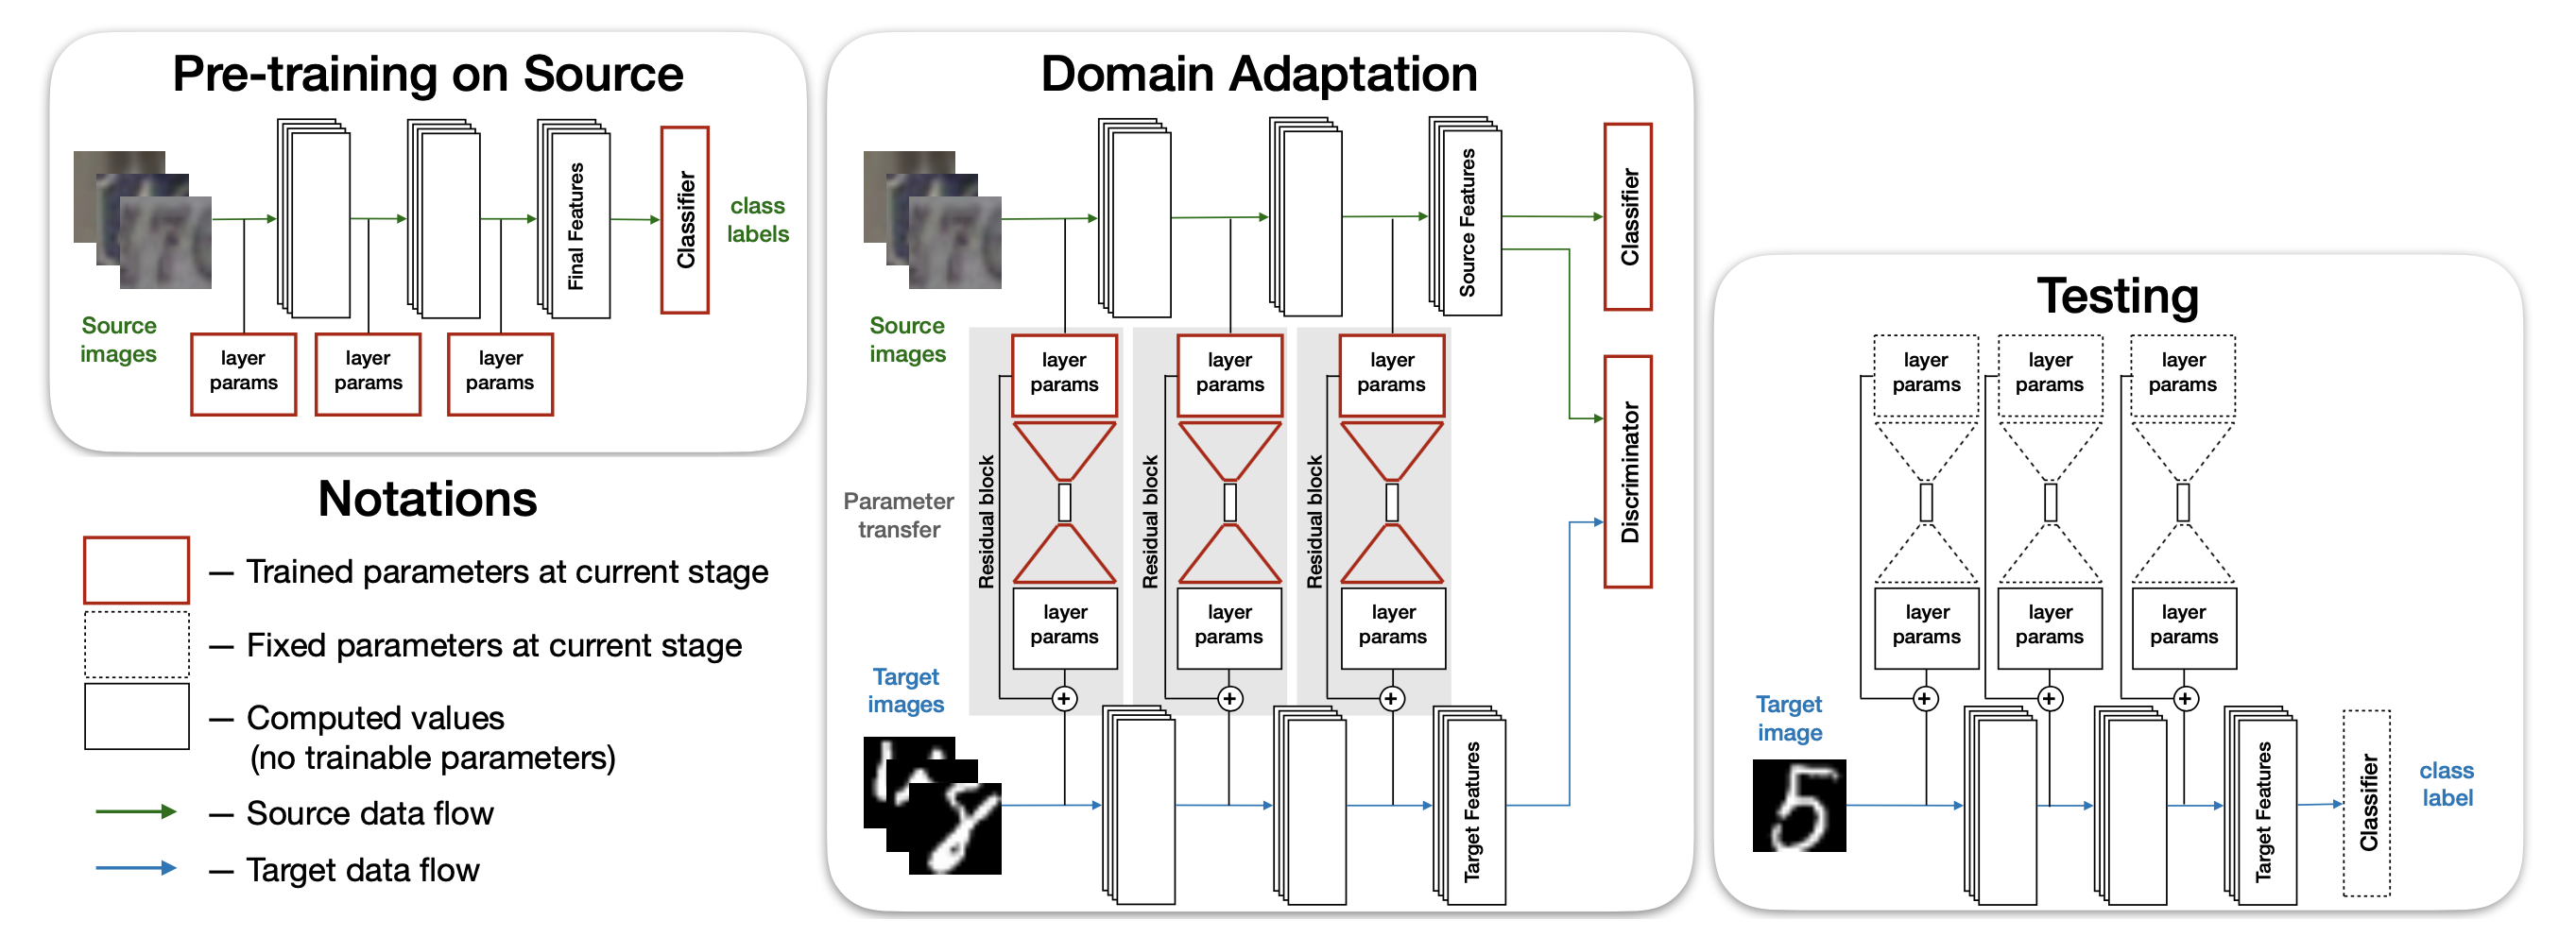 Pre-training on Source
Final Features
Classifier
class
labels
Source
images
layer
params
layer
params
layer
params
Notations
— Trained parameters at current stage
— Fixed parameters at current stage
— Computed values
(no trainable parameters)
— Source data flow
— Target data flow
Domain Adaptation
Source Features
Classifier
Source
images
layer
params
layer
params
layer
params
Discriminator
Parameter
transfer
Residual block
Residual block
Residual block
layer
params
layer
params
layer
params
+
+
+
Target
images
Target Features
Testing
layer
params
layer
params
layer
params
layer
params
layer
params
layer
params
+
+
+
Target
image
5
Target Features
Classifier
class
label